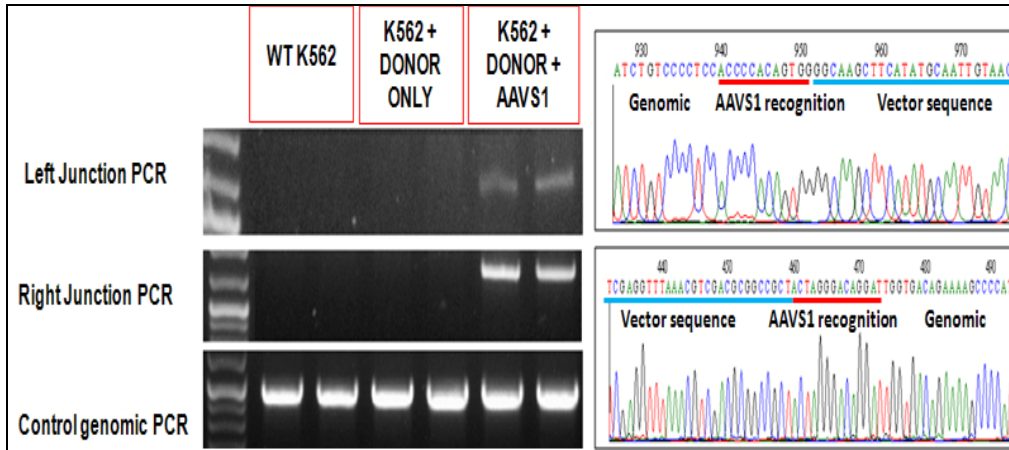 WT K562
K562 +
DONOR
ONLY
K562 +
DONOR +
AAVS1
Left Junction PCR
Right Junction PCR
Control genomic PCR
930 940 950 960 970
ATCTGTCCCCTCCACCCCACAGTGGGGCAAGCTTCATATGCAATTGTAAC
Genomic AAVS1 recognition Vector sequence
440 450 460 470 480 490
TCGAGGTTTAAACGTCGACGCGGCCGCTACTAGGGACAGGATTGGTGACAGAAAAGCCCCAT
Vector sequence AAVS1 recognition Genomic